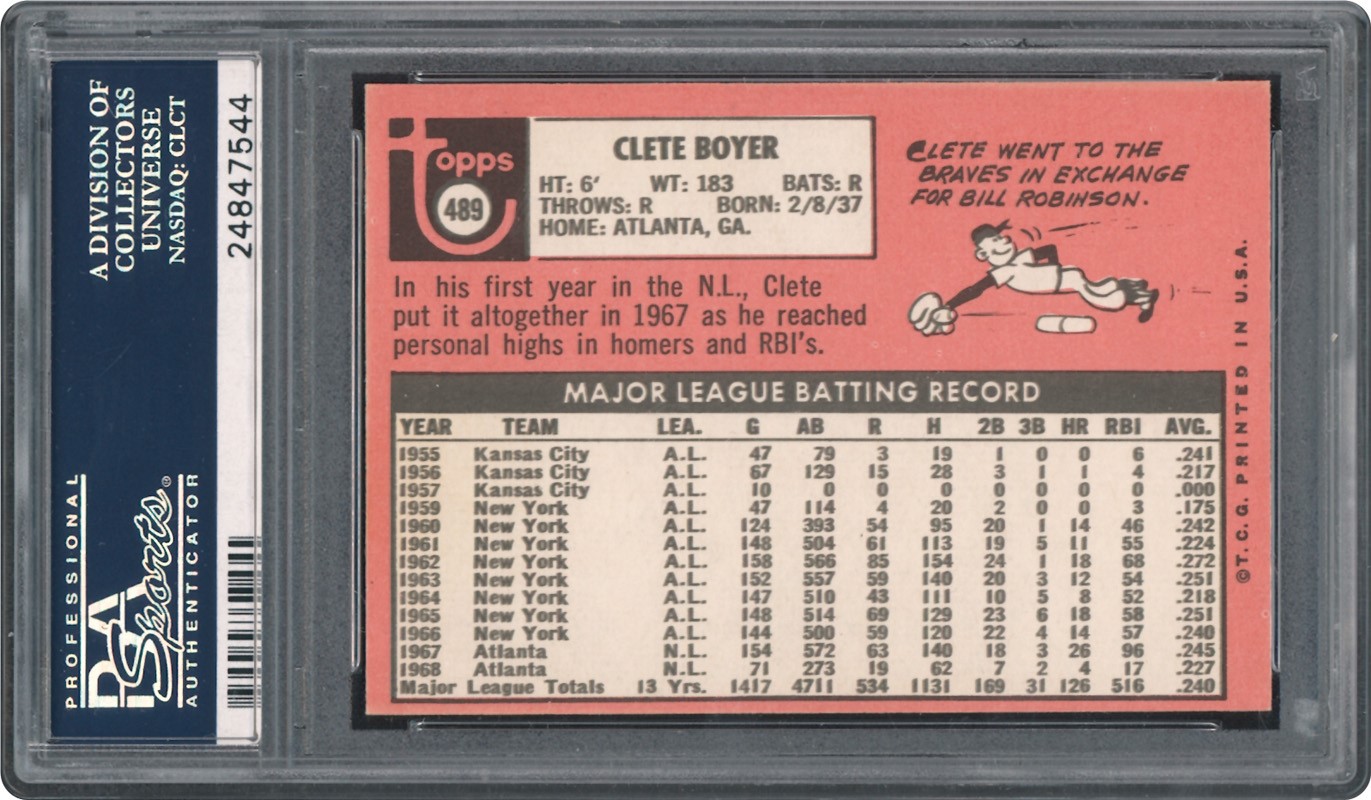 A DIVISION OF
COLLECTORS
UNIVERSE
NASDAQ: CLCT
PROFESSIONAL
PSA
Sports®
AUTHENTICATOR
24847544
topps
489
CLETE BOYER
HT: 6' WT: 183 BATS: R
THROWS: R BORN: 2/8/37
HOME: ATLANTA, GA.
CLETE WENT TO THE
BRAVES IN EXCHANGE
FOR BILL ROBINSON.
In his first year in the N.L., Clete
put it altogether in 1967 as he reached
personal highs in homers and RBI's.
MAJOR LEAGUE BATTING RECORD
YEAR TEAM LEA. G AB R H 2B 3B HR RBI AVG.
1955 Kansas City A.L. 47 79 3 19 1 0 0 6 .241
1956 Kansas City A.L. 67 129 15 28 3 1 1 4 .217
1957 Kansas City A.L. 10 0 0 0 0 0 0 0 .000
1959 New York A.L. 47 114 4 20 2 0 0 3 .175
1960 New York A.L. 124 393 54 95 20 1 14 46 .242
1961 New York A.L. 148 504 61 113 19 5 11 55 .224
1962 New York A.L. 158 566 85 154 24 1 18 68 .272
1963 New York A.L. 152 557 59 140 20 3 12 54 .251
1964 New York A.L. 147 510 43 111 10 5 8 52 .218
1965 New York A.L. 148 514 69 129 23 6 18 58 .251
1966 New York A.L. 144 500 59 120 22 4 14 57 .240
1967 Atlanta N.L. 154 572 63 140 18 3 26 96 .245
1968 Atlanta N.L. 71 273 19 62 7 2 4 17 .227
Major League Totals 13 Yrs. 1417 4711 534 1131 169 31 126 516 .240
©T.C.G. PRINTED IN U.S.A.